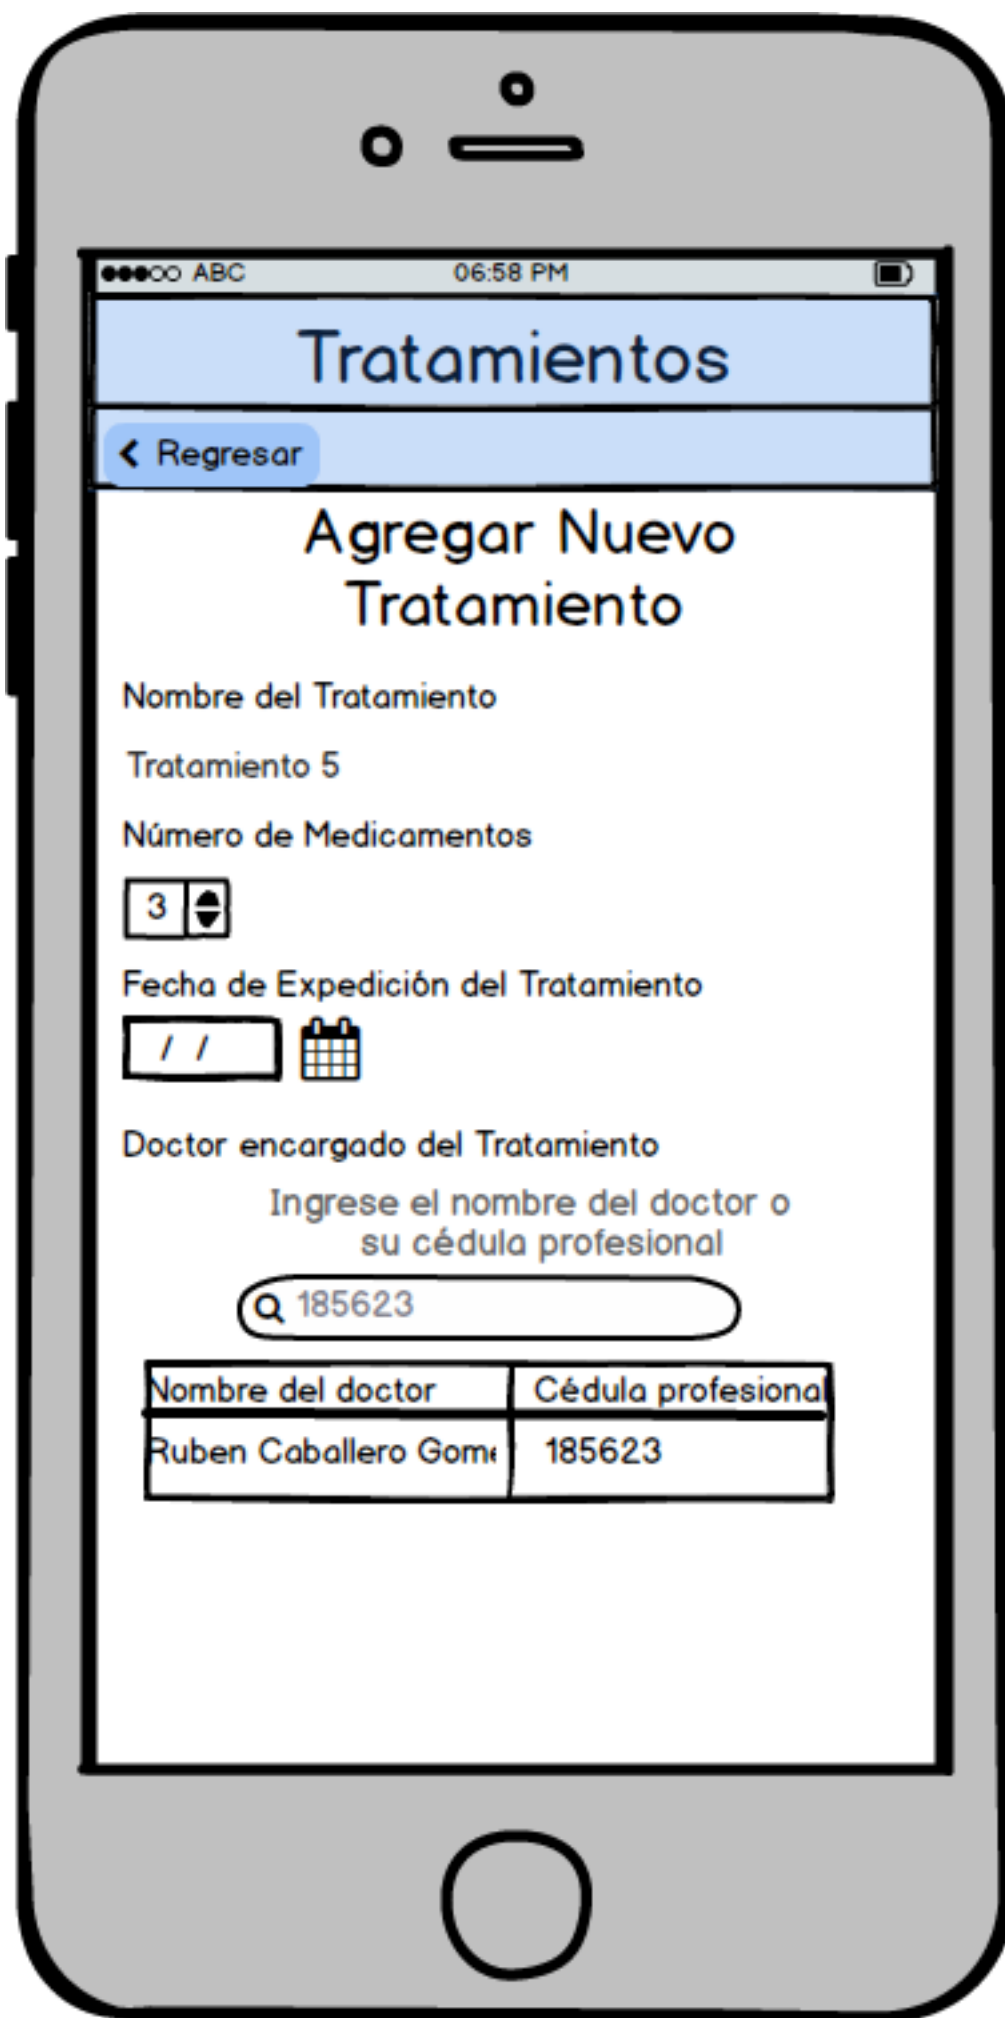 ABC 06:58 PM
Tratamientos
Regresar
Agregar Nuevo
Tratamiento
Nombre del Tratamiento
Tratamiento 5
Número de Medicamentos
3
Fecha de Expedición del Tratamiento
/ /
Doctor encargado del Tratamiento
Ingrese el nombre del doctor o
su cédula profesional
185623
Nombre del doctor Cédula profesional
Ruben Caballero 185623